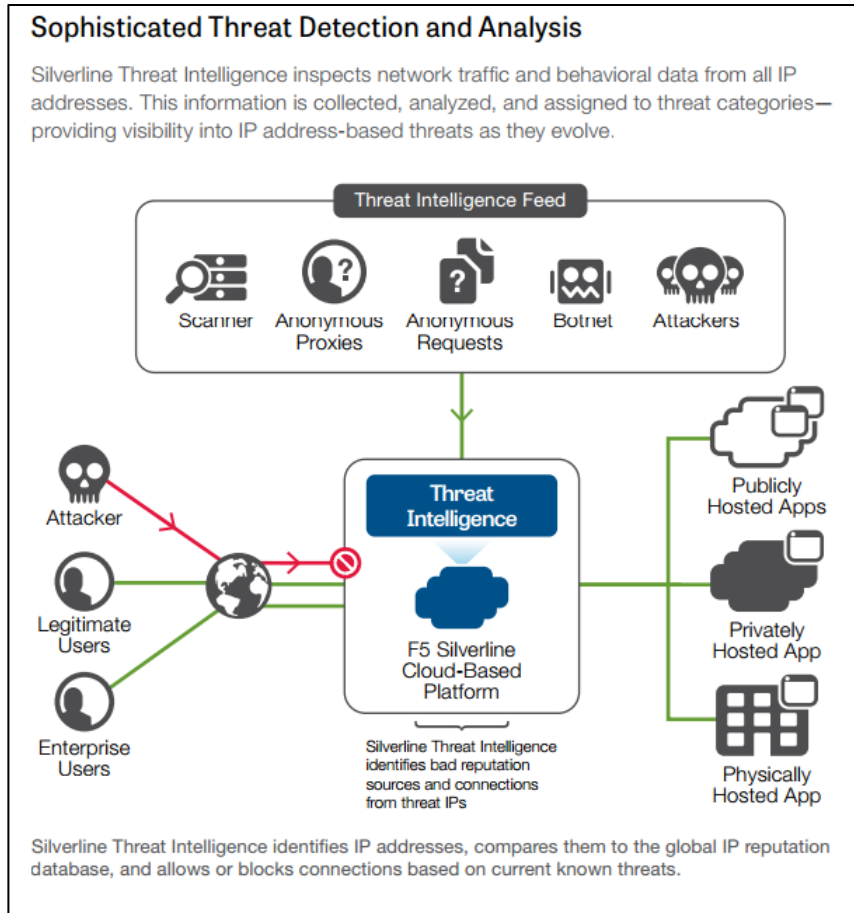 Sophisticated Threat Detection and Analysis
Silverline Threat Intelligence inspects network traffic and behavioral data from all IP
addresses. This information is collected, analyzed, and assigned to threat categories—
providing visibility into IP address-based threats as they evolve.
Threat Intelligence Feed
?
?
Scanner
Anonymous
Proxies
Anonymous
Requests
Botnet
Attackers
Attacker
Legitimate
Users
Enterprise
Users
Threat
Intelligence
F5 Silverline
Cloud-Based
Platform
Silverline Threat Intelligence
identifies bad reputation
sources and connections
from threat IPs
Publicly
Hosted Apps
Privately
Hosted App
Physically
Hosted App
Silverline Threat Intelligence identifies IP addresses, compares them to the global IP reputation
database, and allows or blocks connections based on current known threats.